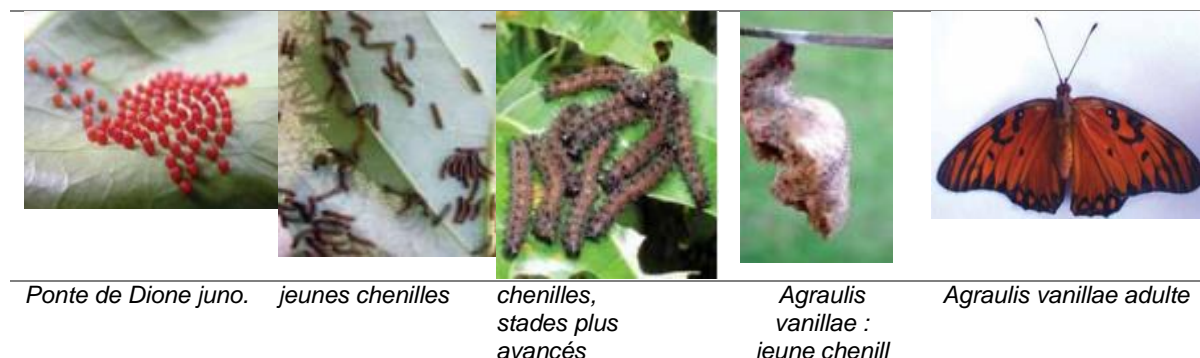 Ponte de Dione juno.
jeunes chenilles
chenilles,
stades plus
avancés
Agraulis
vanillae :
jeune chenill
Agraulis vanillae adulte